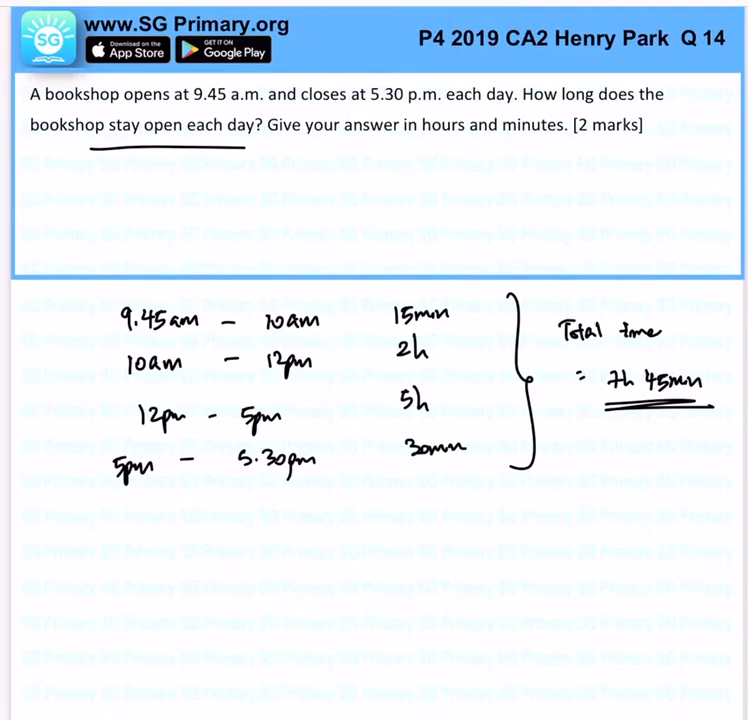 www.SG Primary.org
SG
Download on the App Store
GET IT ON Google Play
P4 2019 CA2 Henry Park Q 14
A bookshop opens at 9.45 a.m. and closes at 5.30 p.m. each day. How long does the
bookshop stay open each day? Give your answer in hours and minutes. [2 marks]
9.45am - 10am 15min
10am - 12pm 2h
12pm - 5pm 5h
5pm - 5.30pm 30min
Total time
= 7h 45min